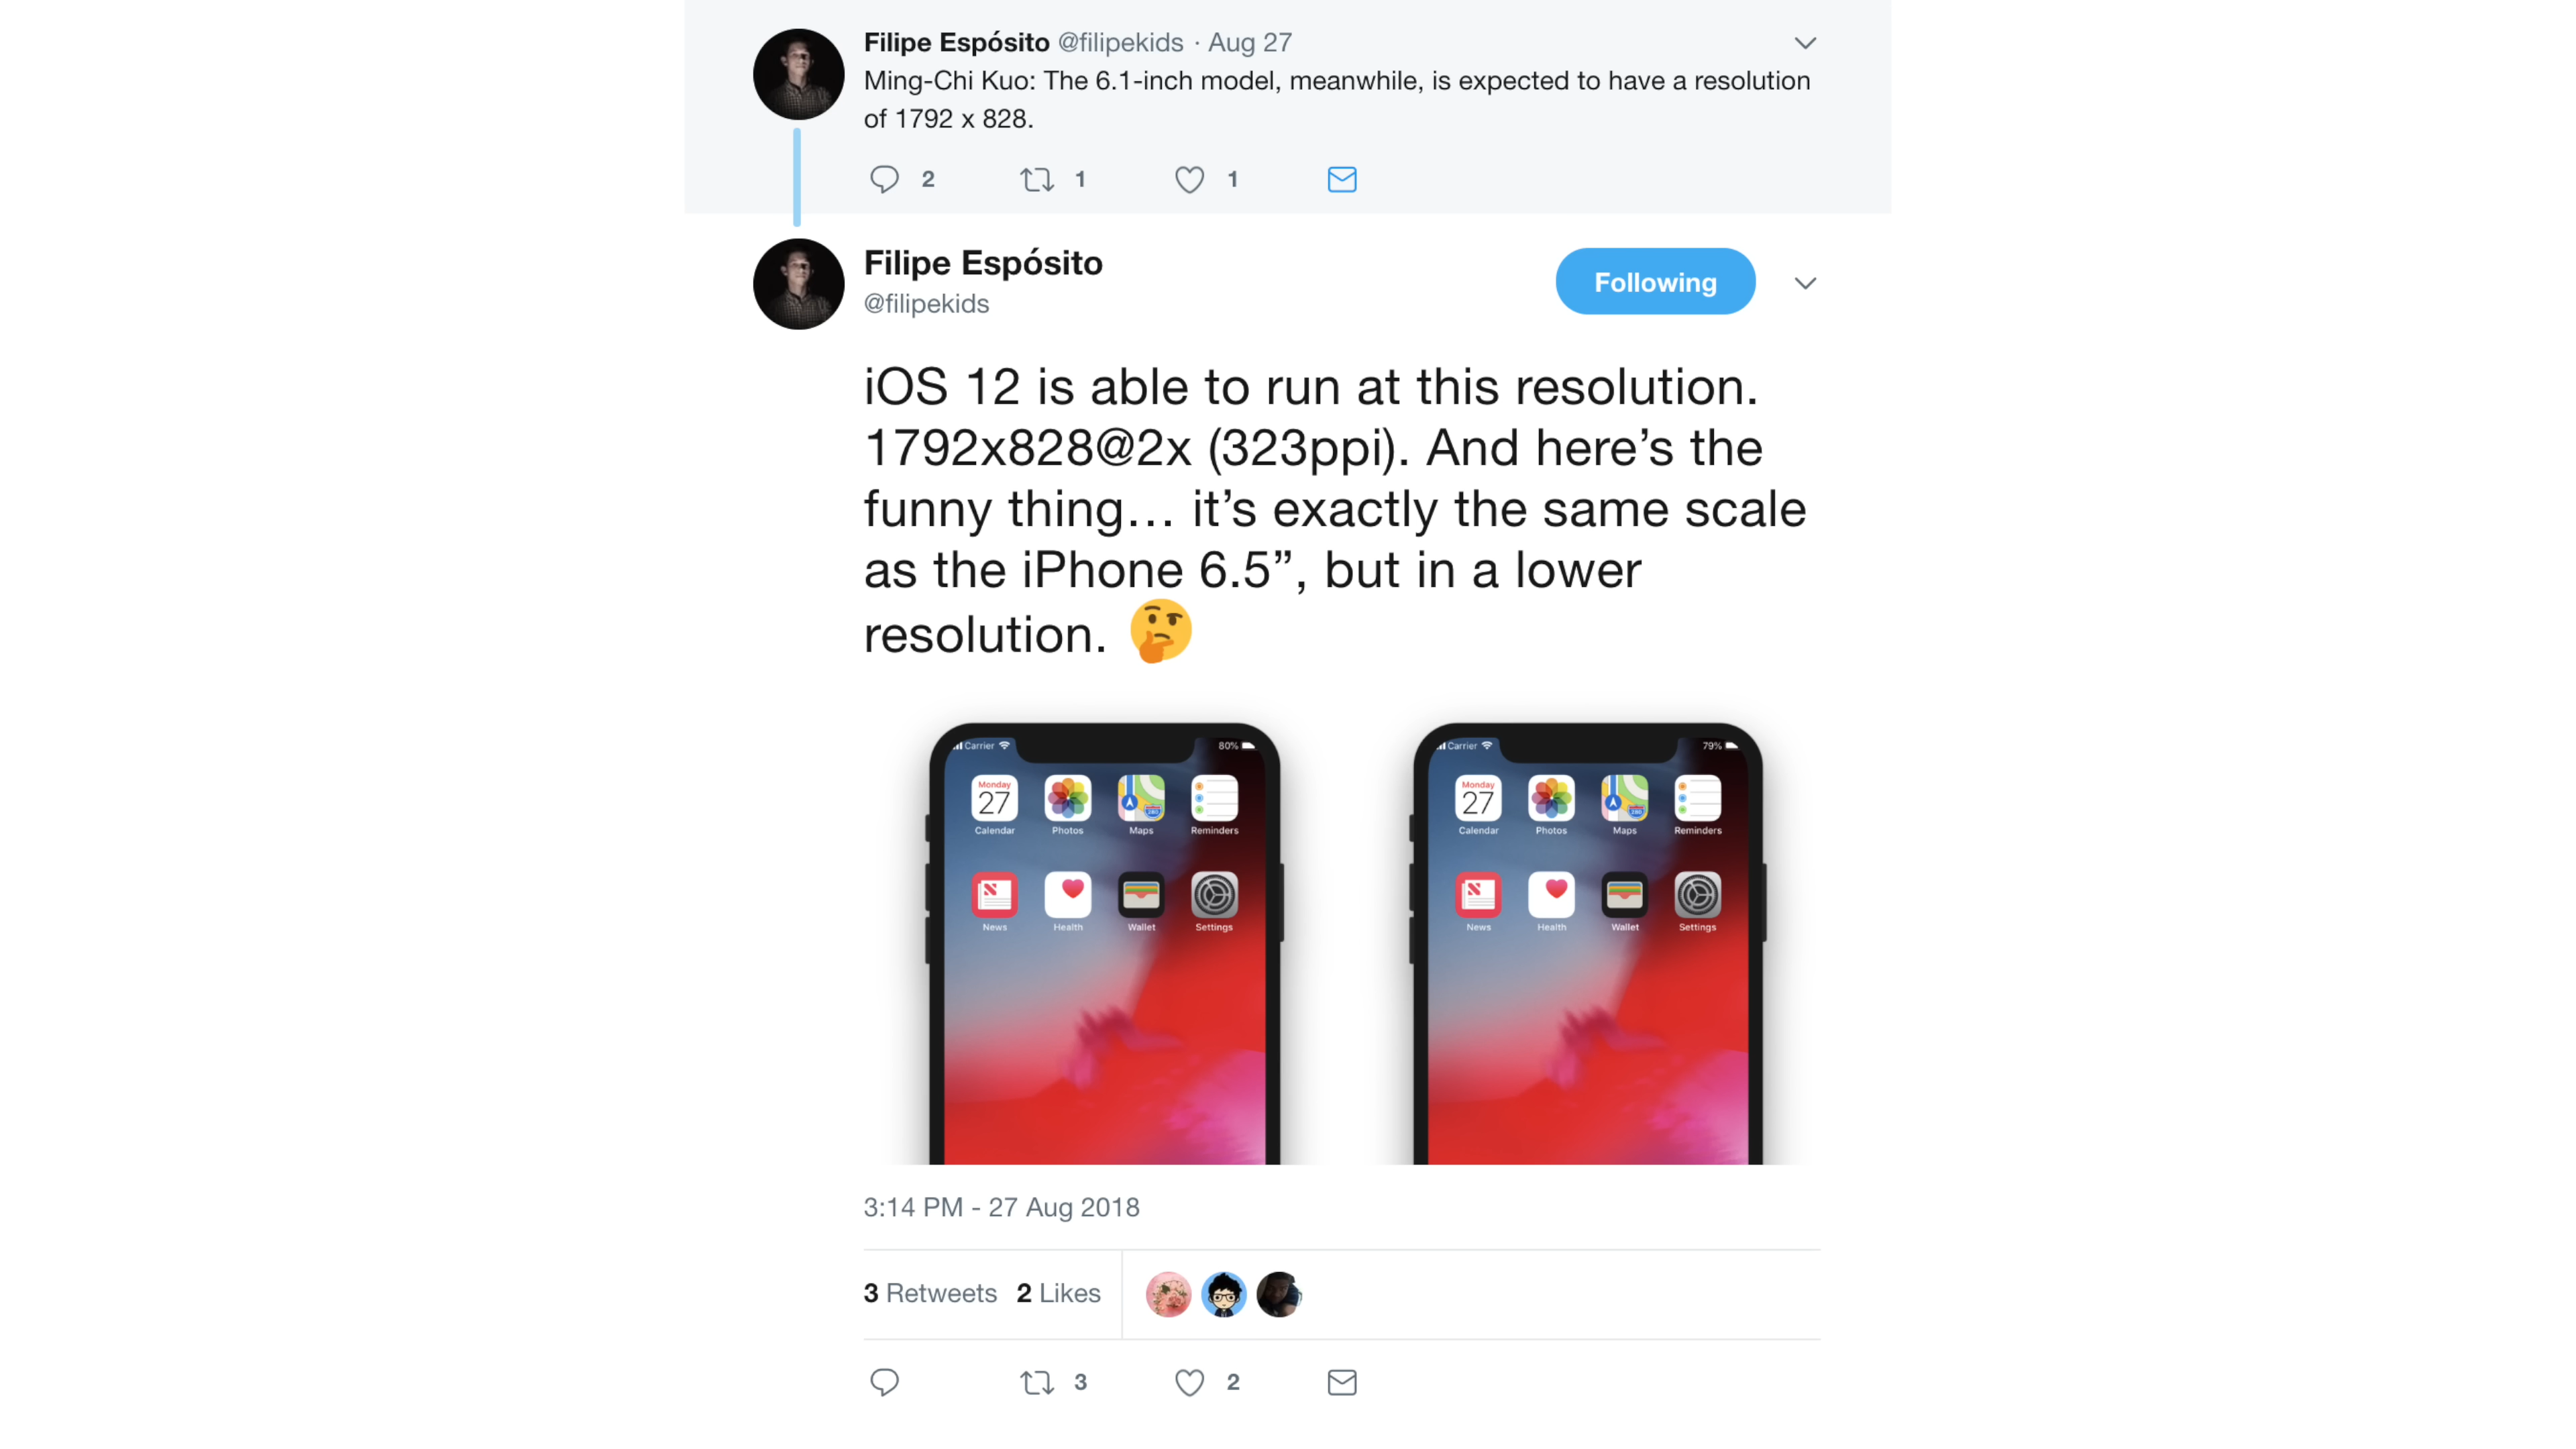 Filipe Espósito @filipekids · Aug 27
Ming-Chi Kuo: The 6.1-inch model, meanwhile, is expected to have a resolution
of 1792 x 828.
2 1 1
Filipe Espósito
Following
@filipekids
iOS 12 is able to run at this resolution.
1792x828@2x (323ppi). And here’s the
funny thing… it’s exactly the same scale
as the iPhone 6.5”, but in a lower
resolution. 🤔
Carrier 80%
Monday
27
Calendar Photos Maps Reminders
News Health Wallet Settings
Carrier 79%
Monday
27
Calendar Photos Maps Reminders
News Health Wallet Settings
3:14 PM - 27 Aug 2018
3 Retweets 2 Likes
3 2